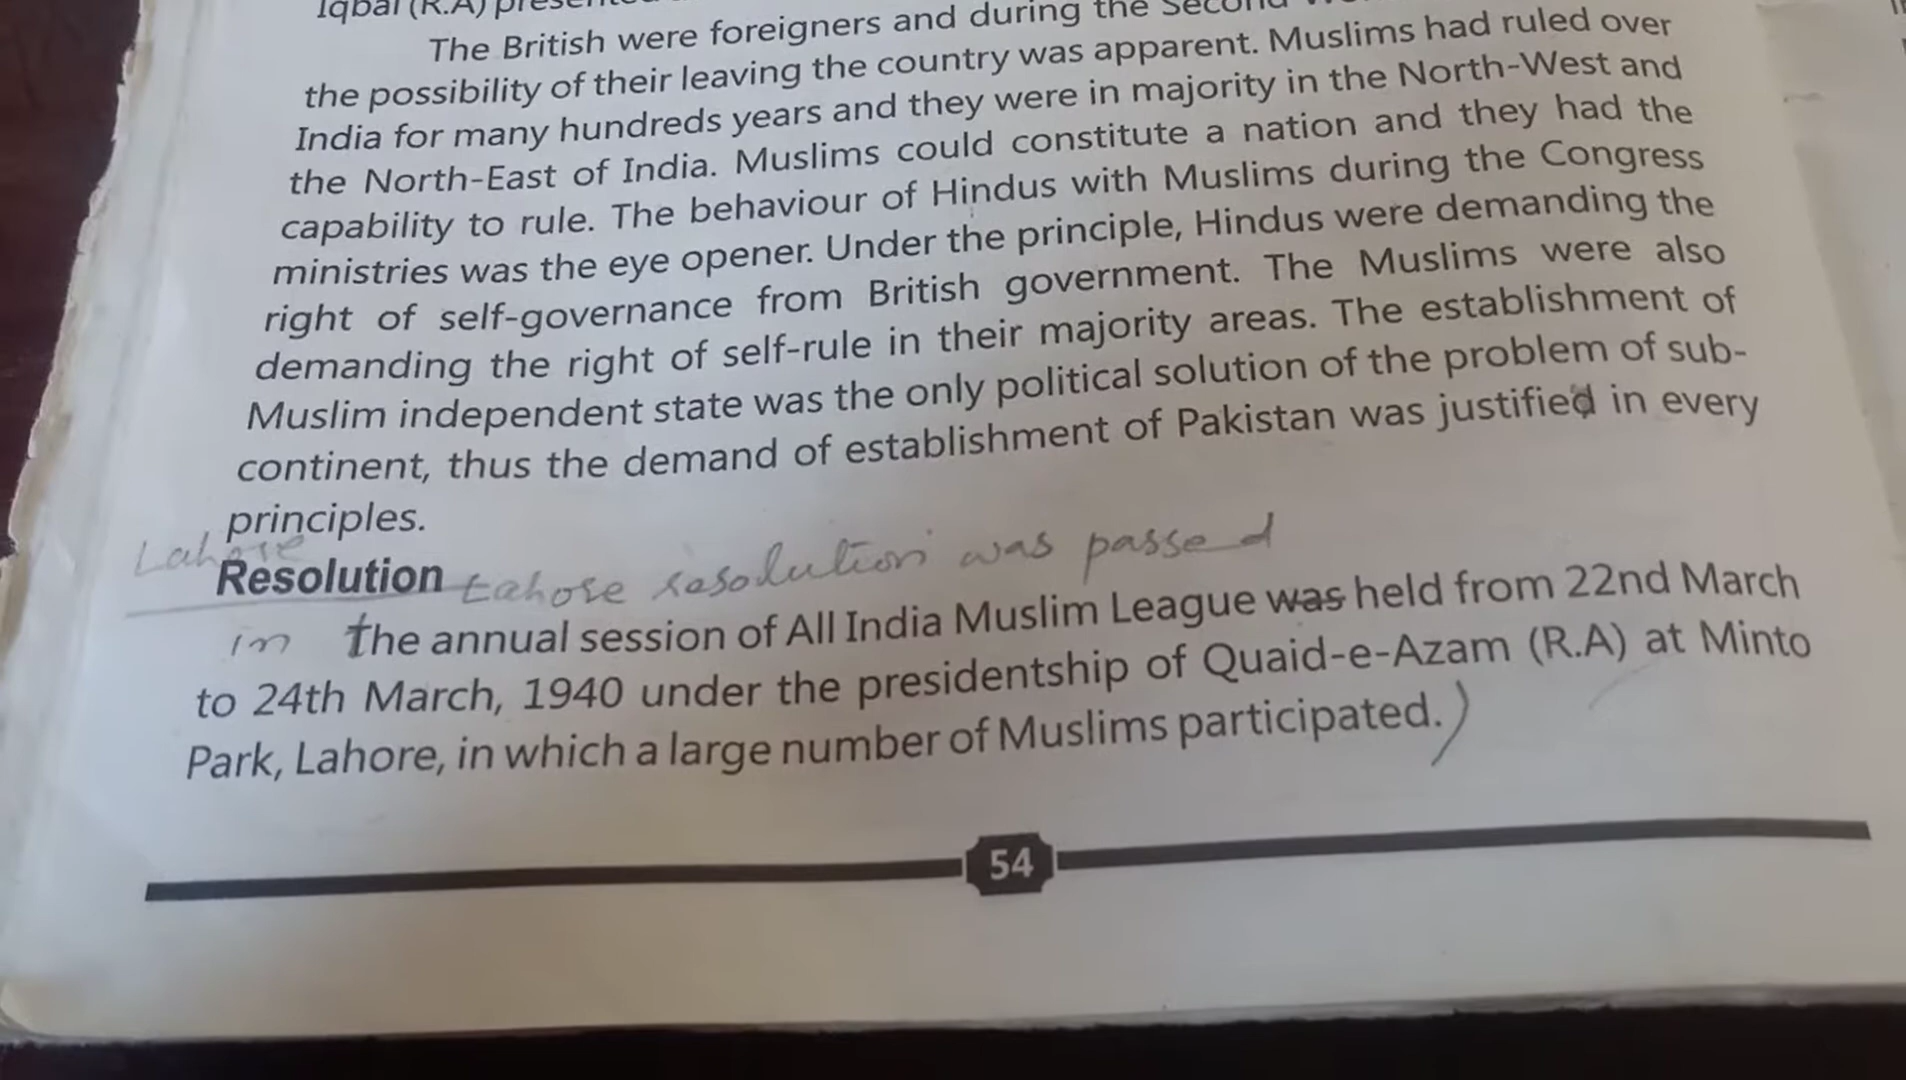 Iqbal (R.A)
The British were foreigners and during the Second
the possibility of their leaving the country was apparent. Muslims had ruled over
India for many hundreds years and they were in majority in the North-West and
the North-East of India. Muslims could constitute a nation and they had the
capability to rule. The behaviour of Hindus with Muslims during the Congress
ministries was the eye opener. Under the principle, Hindus were demanding the
right of self-governance from British government. The Muslims were also
demanding the right of self-rule in their majority areas. The establishment of
Muslim independent state was the only political solution of the problem of sub-
continent, thus the demand of establishment of Pakistan was justified in every
principles.
Lahore
Resolution Lahore resolution was passed
in the annual session of All India Muslim League was held from 22nd March
to 24th March, 1940 under the presidentship of Quaid-e-Azam (R.A) at Minto
Park, Lahore, in which a large number of Muslims participated.)
54